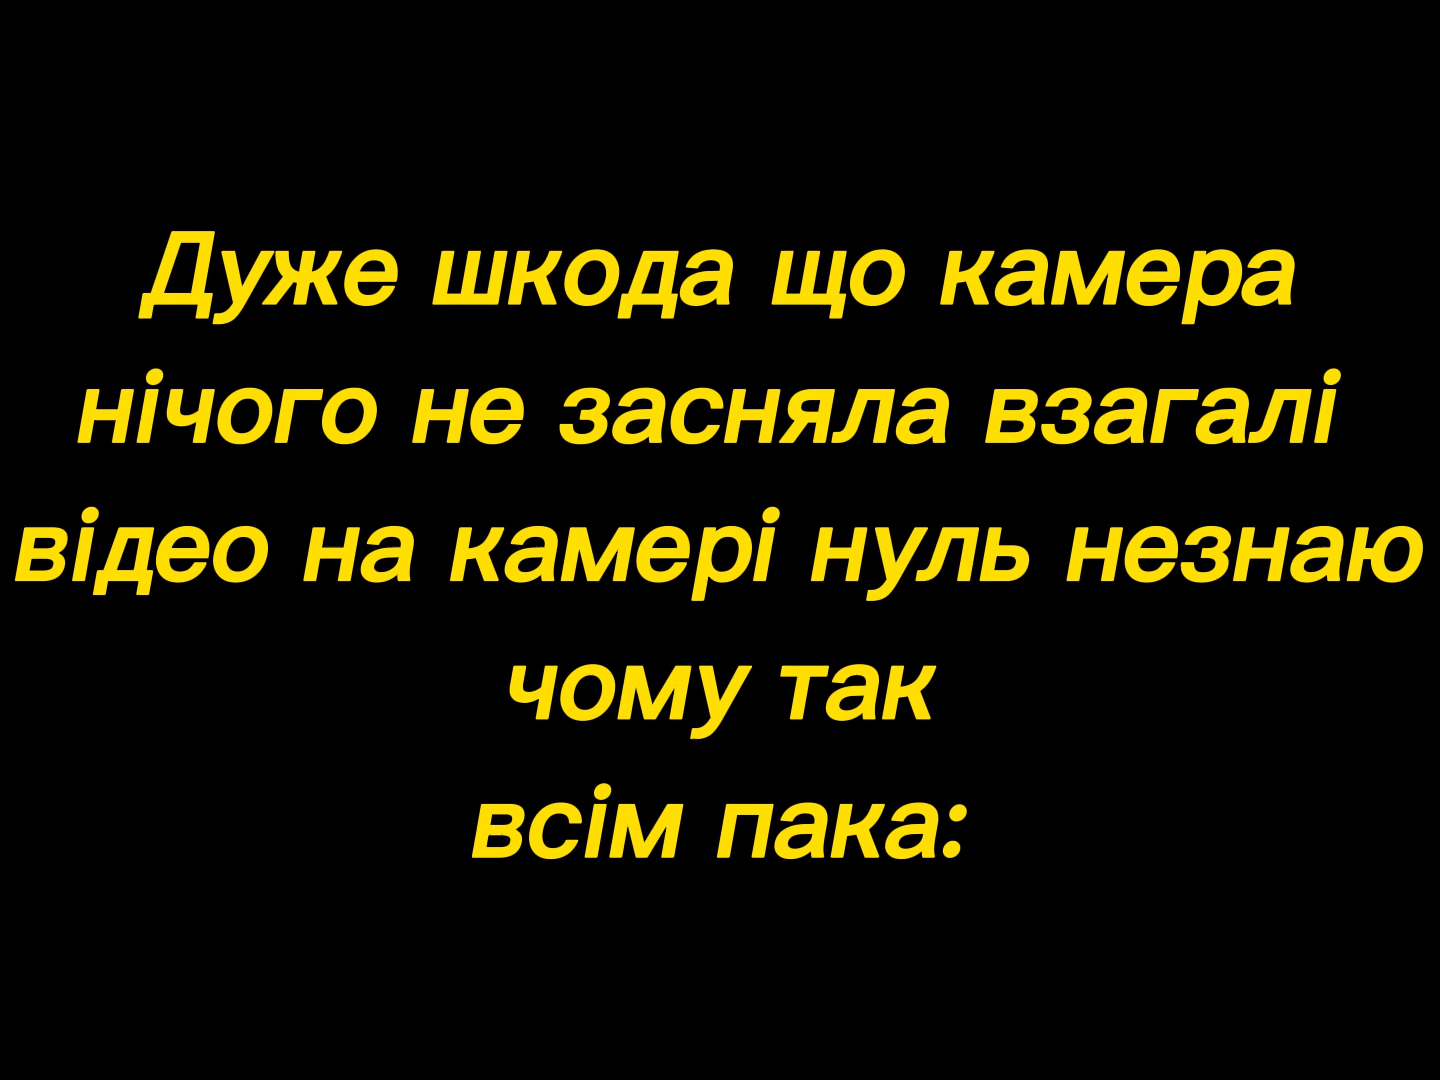 Дуже шкода що камера
нічого не засняла взагалі
відео на камері нуль незнаю
чому так
всім пака: